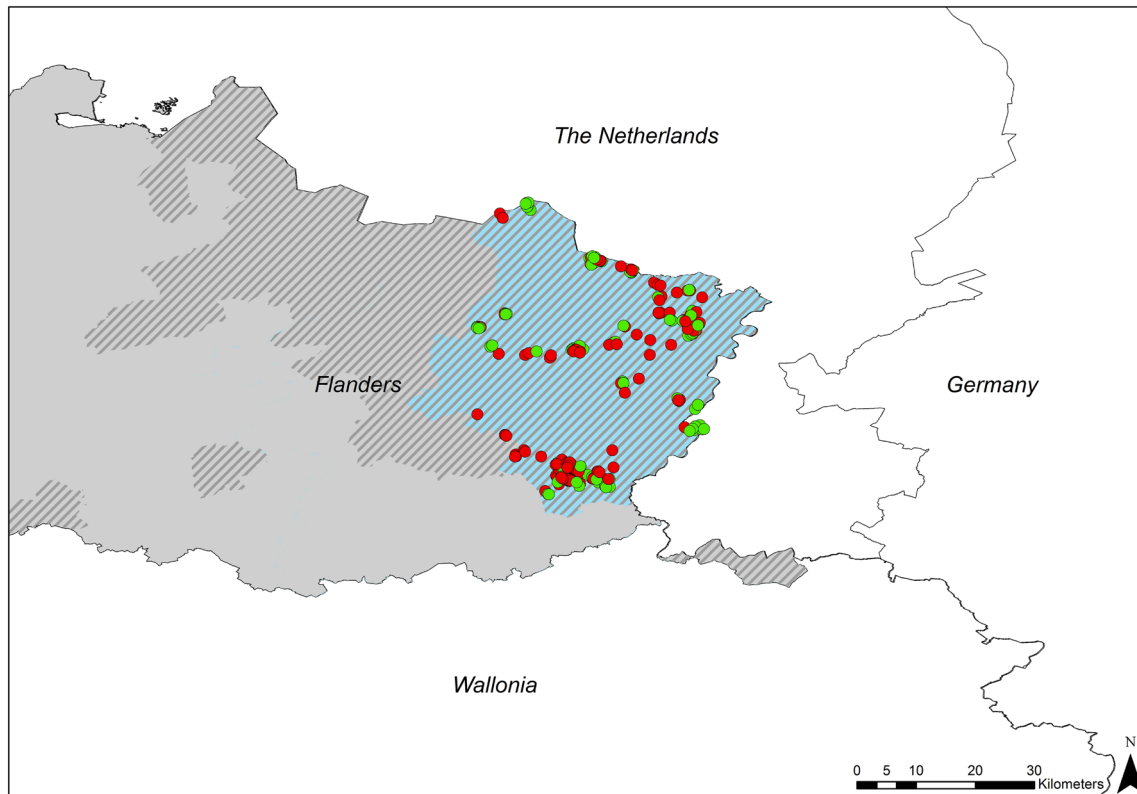 The Netherlands
Flanders
Germany
Wallonia
N
0 5 10 20 30
Kilometers